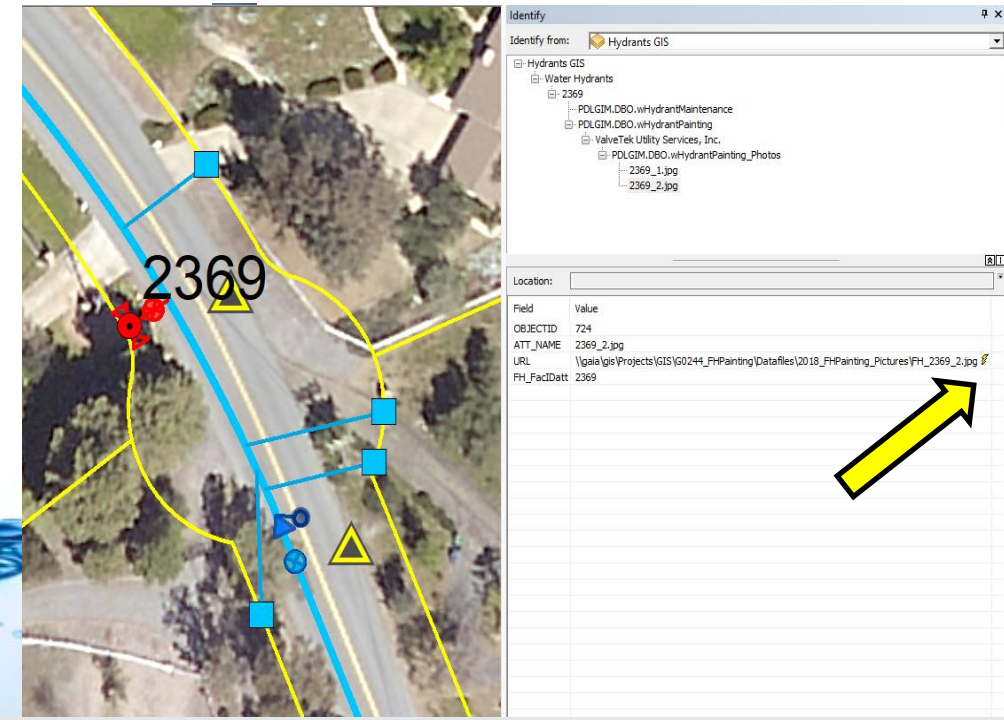 2369
Identify
Identify from: Hydrants GIS
Hydrants GIS
Water Hydrants
2369
PDLGIM.DBO.wHydrantMaintenance
PDLGIM.DBO.wHydrantPainting
ValveTek Utility Services, Inc.
PDLGIM.DBO.wHydrantPainting_Photos
2369_1.jpg
2369_2.jpg
Location:
Field Value
OBJECTID 724
ATT_NAME 2369_2.jpg
URL \\gaia\gis\Projects\GIS\G0244_FHPainting\Datafiles\2018_FHPainting_Pictures\FH_2369_2.jpg
FH_FacIDatt 2369